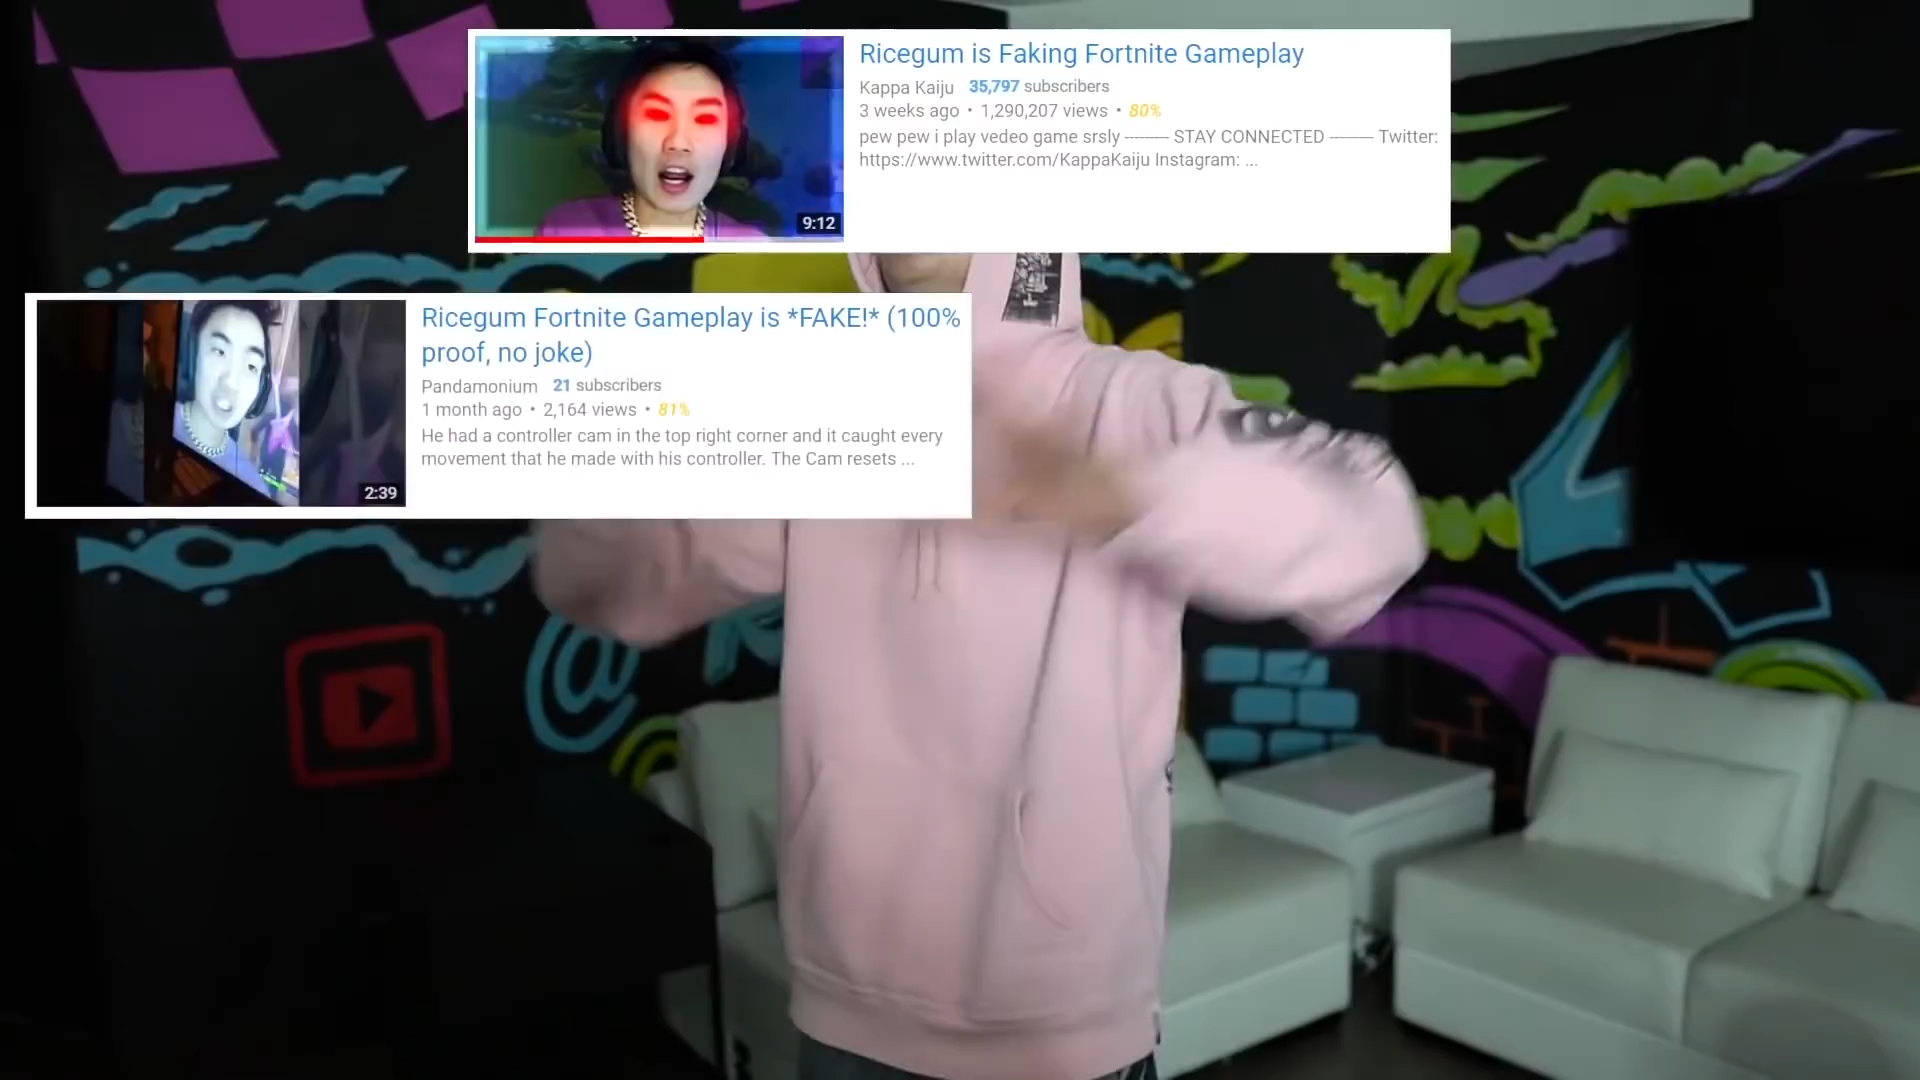 Ricegum is Faking Fortnite Gameplay
Kappa Kaiju 35,797 subscribers
3 weeks ago • 1,290,207 views • 80%
pew pew i play vedeo game srsly --------- STAY CONNECTED --------- Twitter:
https://www.twitter.com/KappaKaiju Instagram: ...
9:12
Ricegum Fortnite Gameplay is *FAKE!* (100%
proof, no joke)
Pandamonium 21 subscribers
1 month ago • 2,164 views • 81%
He had a controller cam in the top right corner and it caught every
movement that he made with his controller. The Cam resets ...
2:39
@